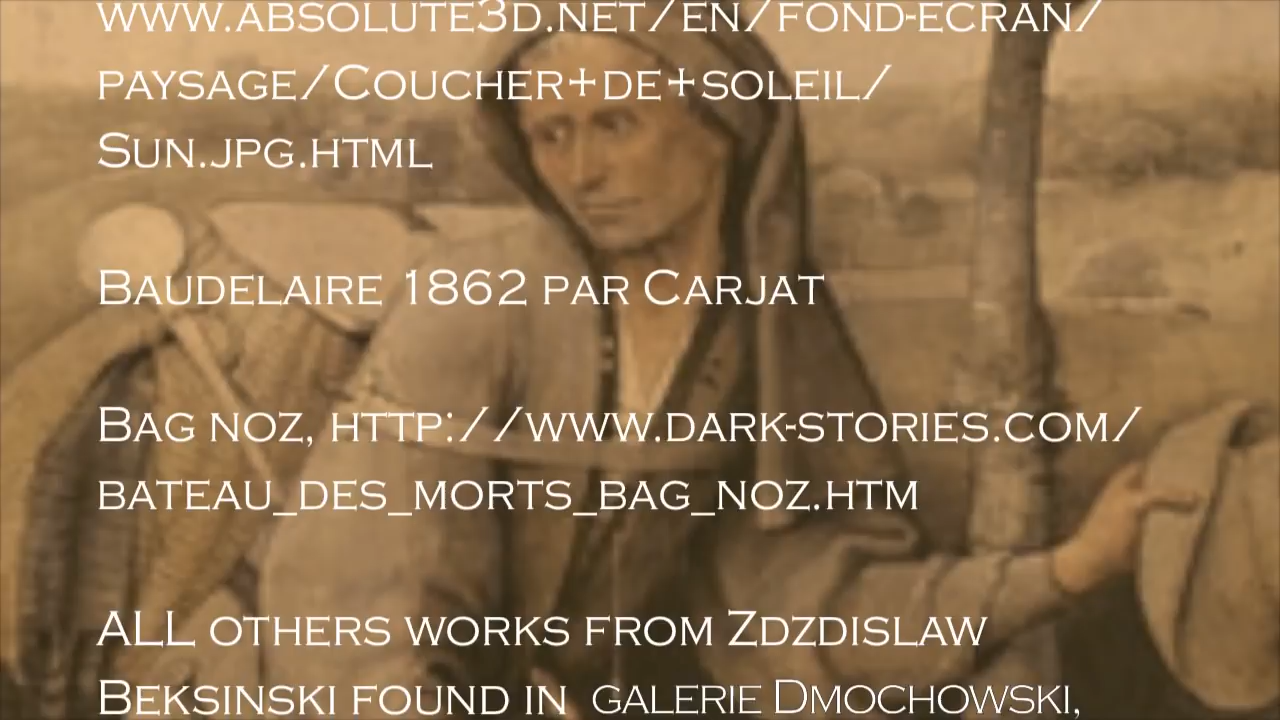 www.absolute3d.net/en/fond-ecran/
paysage/Coucher+de+soleil/
Sun.jpg.html
Baudelaire 1862 par Carjat
Bag noz, http://www.dark-stories.com/
bateau_des_morts_bag_noz.htm
ALL others works from Zdzdislaw
Beksinski found in galerie Dmochowski,